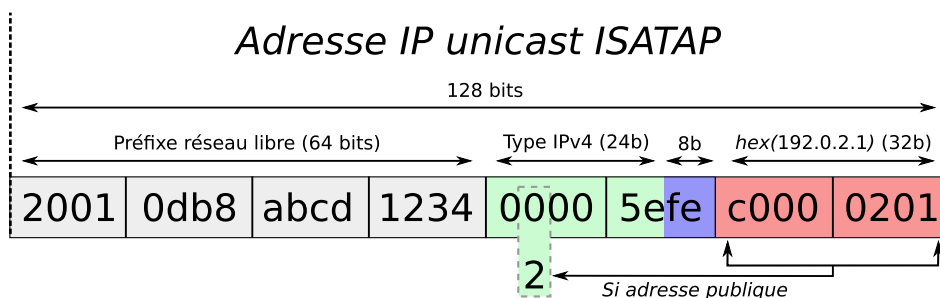 Adresse IP unicast ISATAP
128 bits
Préfixe réseau libre (64 bits) Type IPv4 (24b) 8b hex(192.0.2.1) (32b)
2001 0db8 abcd 1234 0000 5efe c000 0201
2
Si adresse publique